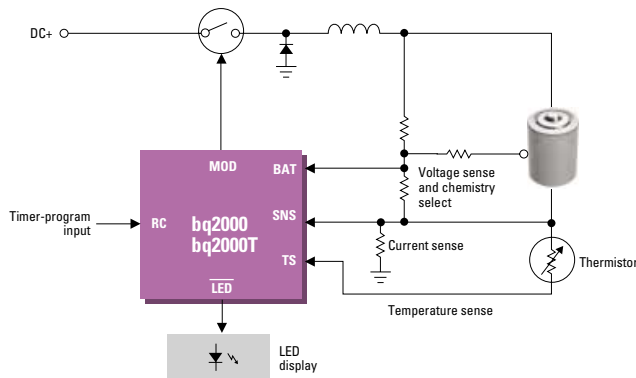 DC+
MOD
BAT
Voltage sense
and chemistry
select
Timer-program
input
RC
bq2000
bq2000T
SNS
Current sense
TS
Thermistor
LED
Temperature sense
LED
display